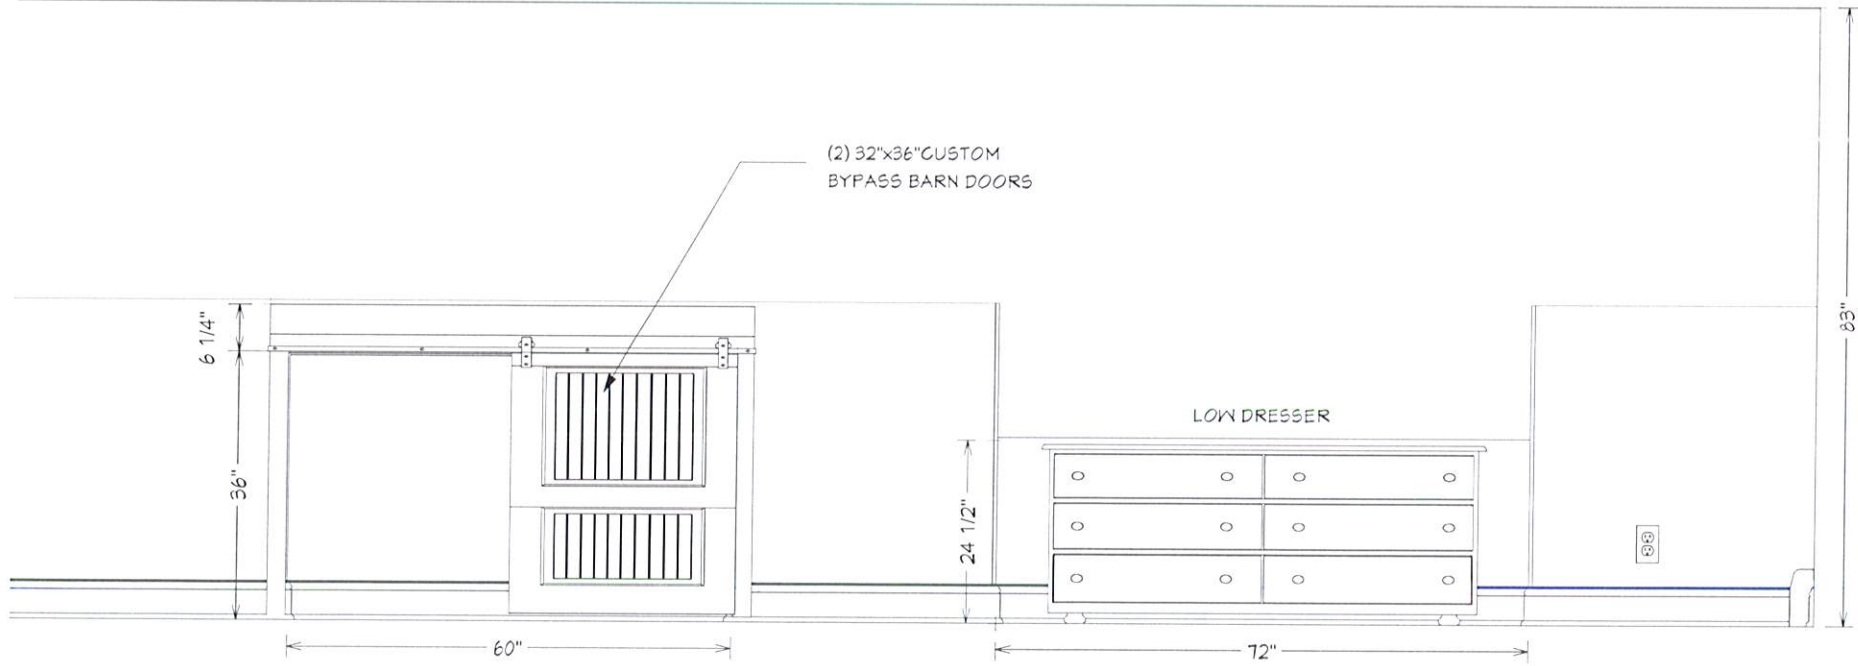 (2) 32"x36"CUSTOM
BYPASS BARN DOORS
6 1/4"
83"
LOW DRESSER
36"
24 1/2"
60"
72"